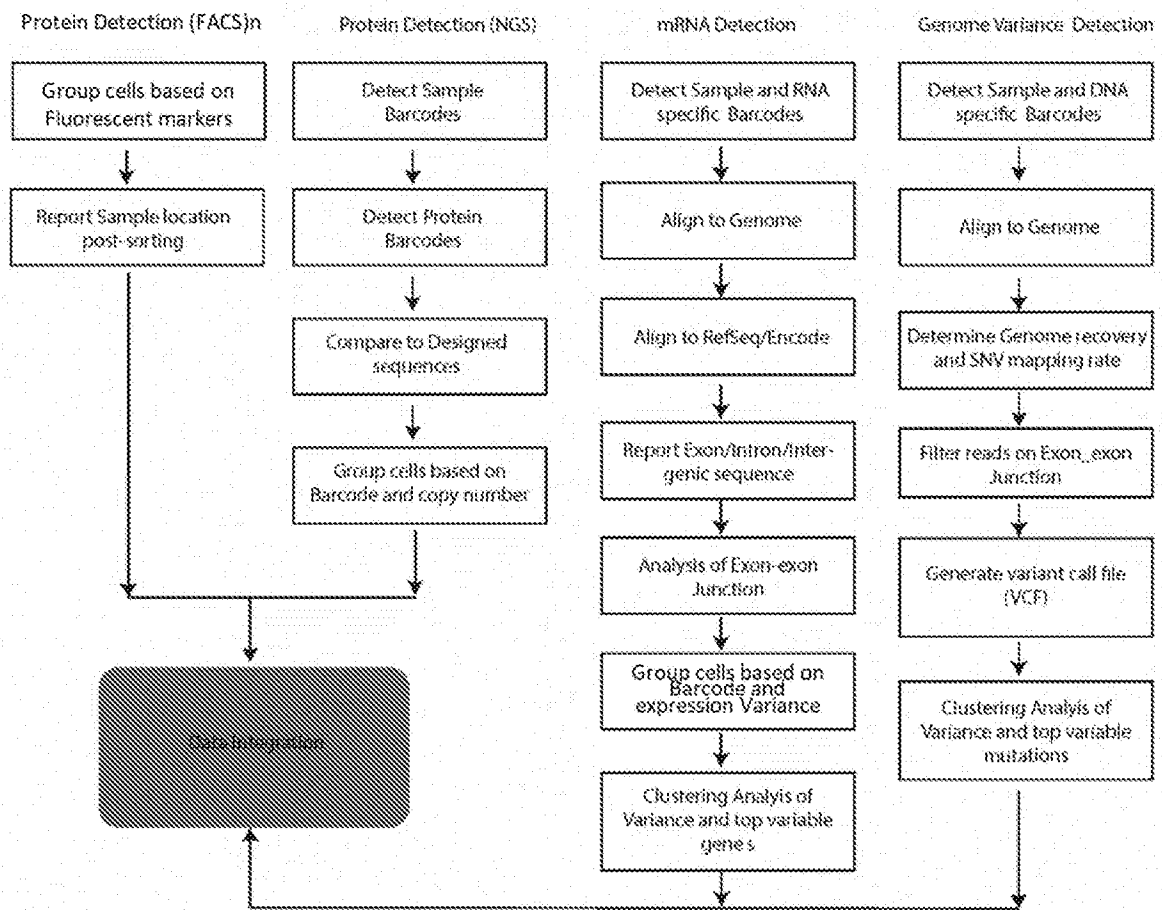 Protein Detection (FACS)n
Group cells based on
Fluorescent markers
Report Sample location
post-sorting
Protein Detection (NGS)
Detect Sample
Barcodes
Detect Protein
Barcodes
Compare to Designed
sequences
Group cells based on
Barcode and copy number
Data Integration
mRNA Detection
Detect Sample and RNA
specific Barcodes
Align to Genome
Align to RefSeq/Encode
Report Exon/Intron/Inter-
genic sequence
Analysis of Exon-exon
Junction
Group cells based on
Barcode and
expression Variance
Clustering Analyis of
Variance and top variable
genes
Genome Variance Detection
Detect Sample and DNA
specific Barcodes
Align to Genome
Determine Genome recovery
and SNV mapping rate
Filter reads on Exon_exon
Junction
Generate variant call file
(VCF)
Clustering Analyis of
Variance and top variable
mutations